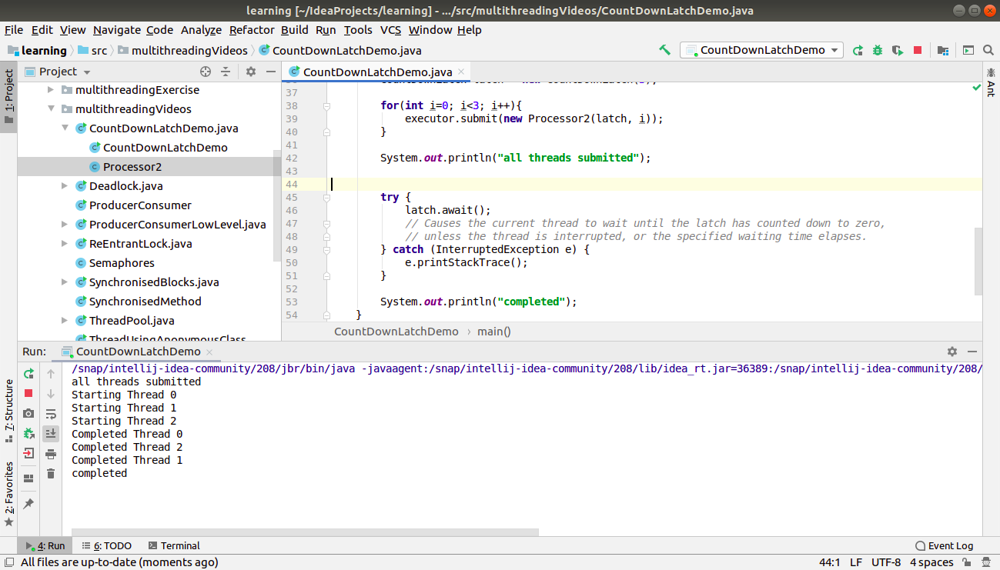 learning [~/IdeaProjects/learning] - .../src/multithreadingVideos/CountDownLatchDemo.java
File Edit View Navigate Code Analyze Refactor Build Run Tools VCS Window Help
learning src multithreadingVideos CountDownLatchDemo.java
CountDownLatchDemo
1: Project
Project
multithreadingExercise
multithreadingVideos
CountDownLatchDemo.java
CountDownLatchDemo
Processor2
Deadlock.java
ProducerConsumer
ProducerConsumerLowLevel.java
ReEntrantLock.java
Semaphores
SynchronisedBlocks.java
SynchronisedMethod
ThreadPool.java
ThreadUsingAnonymousClass
CountDownLatchDemo.java
37
38 for(int i=0; i<3; i++){
39 executor.submit(new Processor2(latch, i));
40 }
41
42 System.out.println("all threads submitted");
43
44
45 try {
46 latch.await();
47 // Causes the current thread to wait until the latch has counted down to zero,
48 // unless the thread is interrupted, or the specified waiting time elapses.
49 } catch (InterruptedException e) {
50 e.printStackTrace();
51 }
52
53 System.out.println("completed");
54 }
CountDownLatchDemo › main()
Ant
Run: CountDownLatchDemo
/snap/intellij-idea-community/208/jbr/bin/java -javaagent:/snap/intellij-idea-community/208/lib/idea_rt.jar=36389:/snap/intellij-idea-community/208/
all threads submitted
Starting Thread 0
Starting Thread 1
Starting Thread 2
Completed Thread 0
Completed Thread 2
Completed Thread 1
completed
7: Structure
2: Favorites
4: Run 6: TODO Terminal Event Log
All files are up-to-date (moments ago) 44:1 LF UTF-8 4 spaces